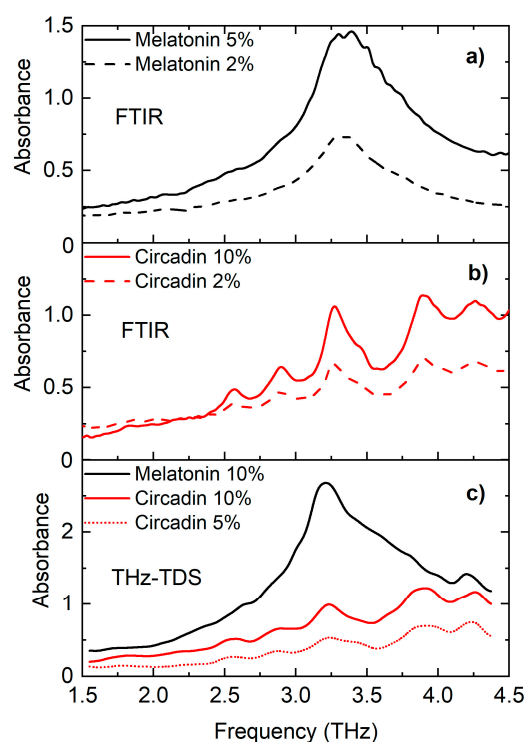 1.5
Melatonin 5%
Melatonin 2%
a)
1.0
FTIR
Absorbance
0.5
0
Circadin 10%
Circadin 2%
b)
1.0
FTIR
Absorbance
0.5
0
Melatonin 10%
Circadin 10%
Circadin 5%
c)
2
THz-TDS
Absorbance
1
0
1.5 2.0 2.5 3.0 3.5 4.0 4.5
Frequency (THz)